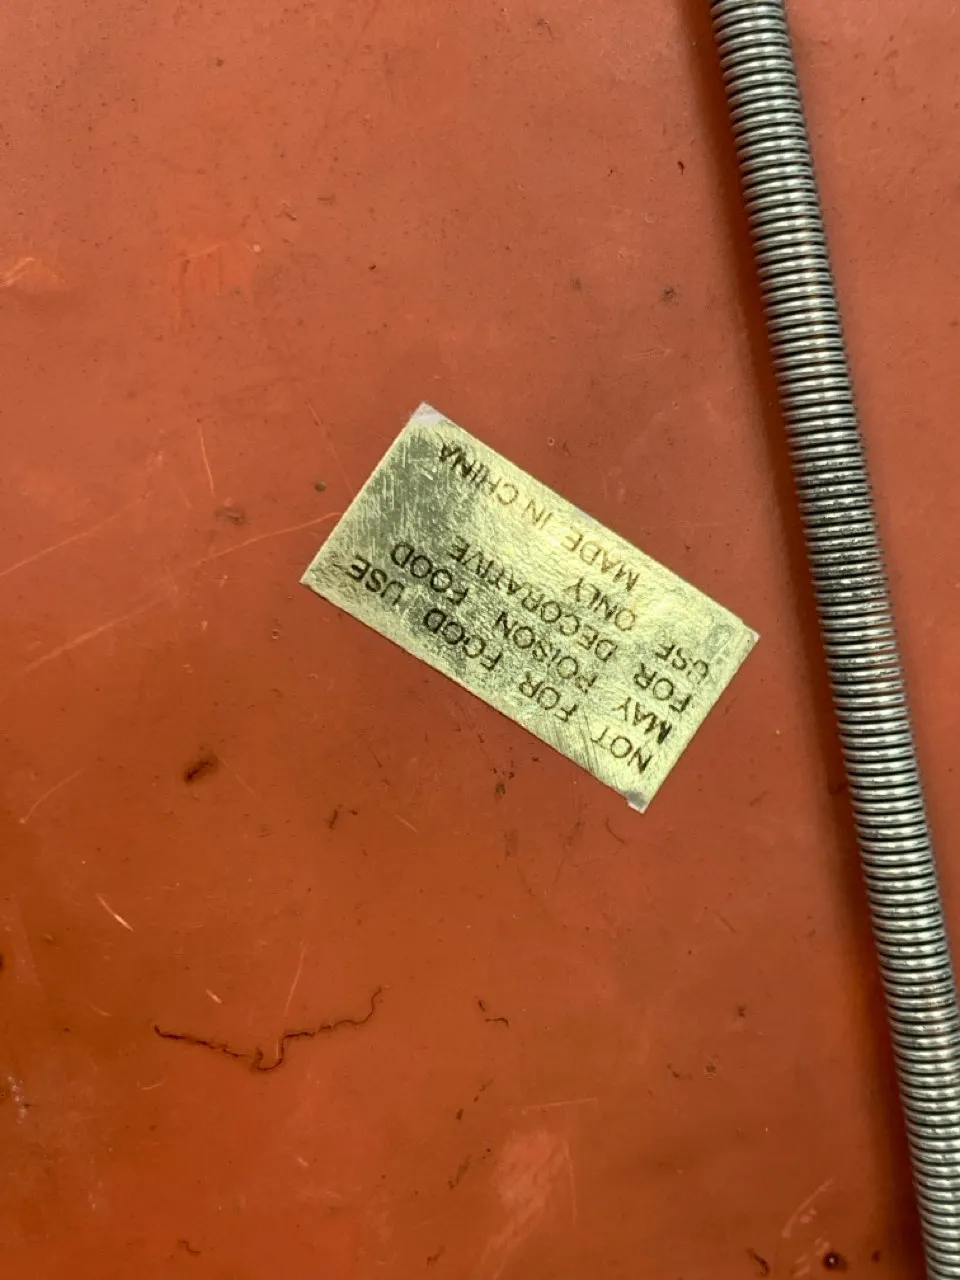 NOT FOR FOOD USE
MAY POISON FOOD
FOR DECORATIVE
USE ONLY
MADE IN CHINA